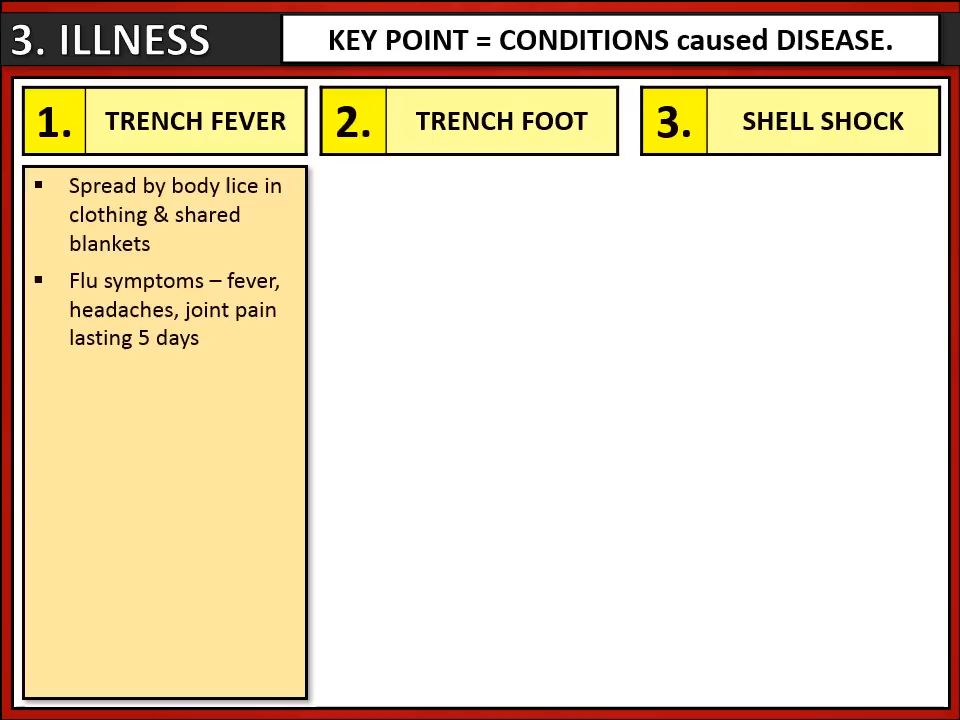 3. ILLNESS
KEY POINT = CONDITIONS caused DISEASE.
1. TRENCH FEVER
2. TRENCH FOOT
3. SHELL SHOCK
▪ Spread by body lice in
clothing & shared
blankets
▪ Flu symptoms – fever,
headaches, joint pain
lasting 5 days